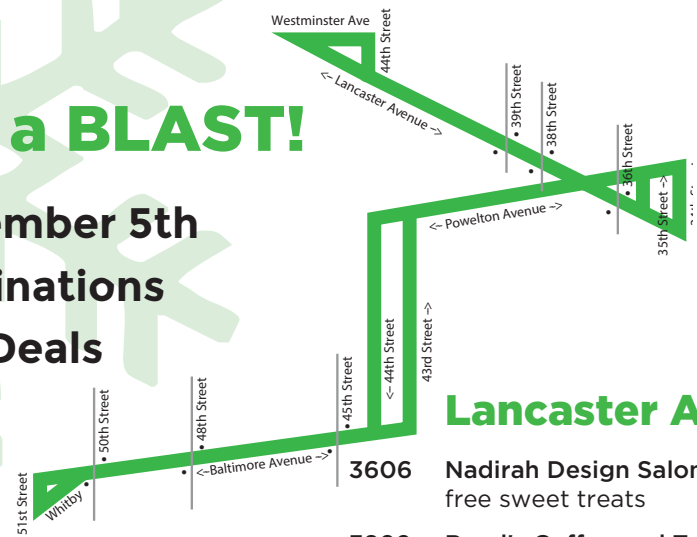 Westminster Ave
44th Street
<– Lancaster Avenue –>
39th Street
38th Street
36th Street
35th Street –>
a BLAST!
<– Powelton Avenue –>
5th
Deals
<– 44th Street
43rd Street –>
45th Street
48th Street
50th Street
<–Baltimore Avenue –>
51st Street
Whitby
Lancaster A
3606 Nadirah Design Salon
free sweet treats